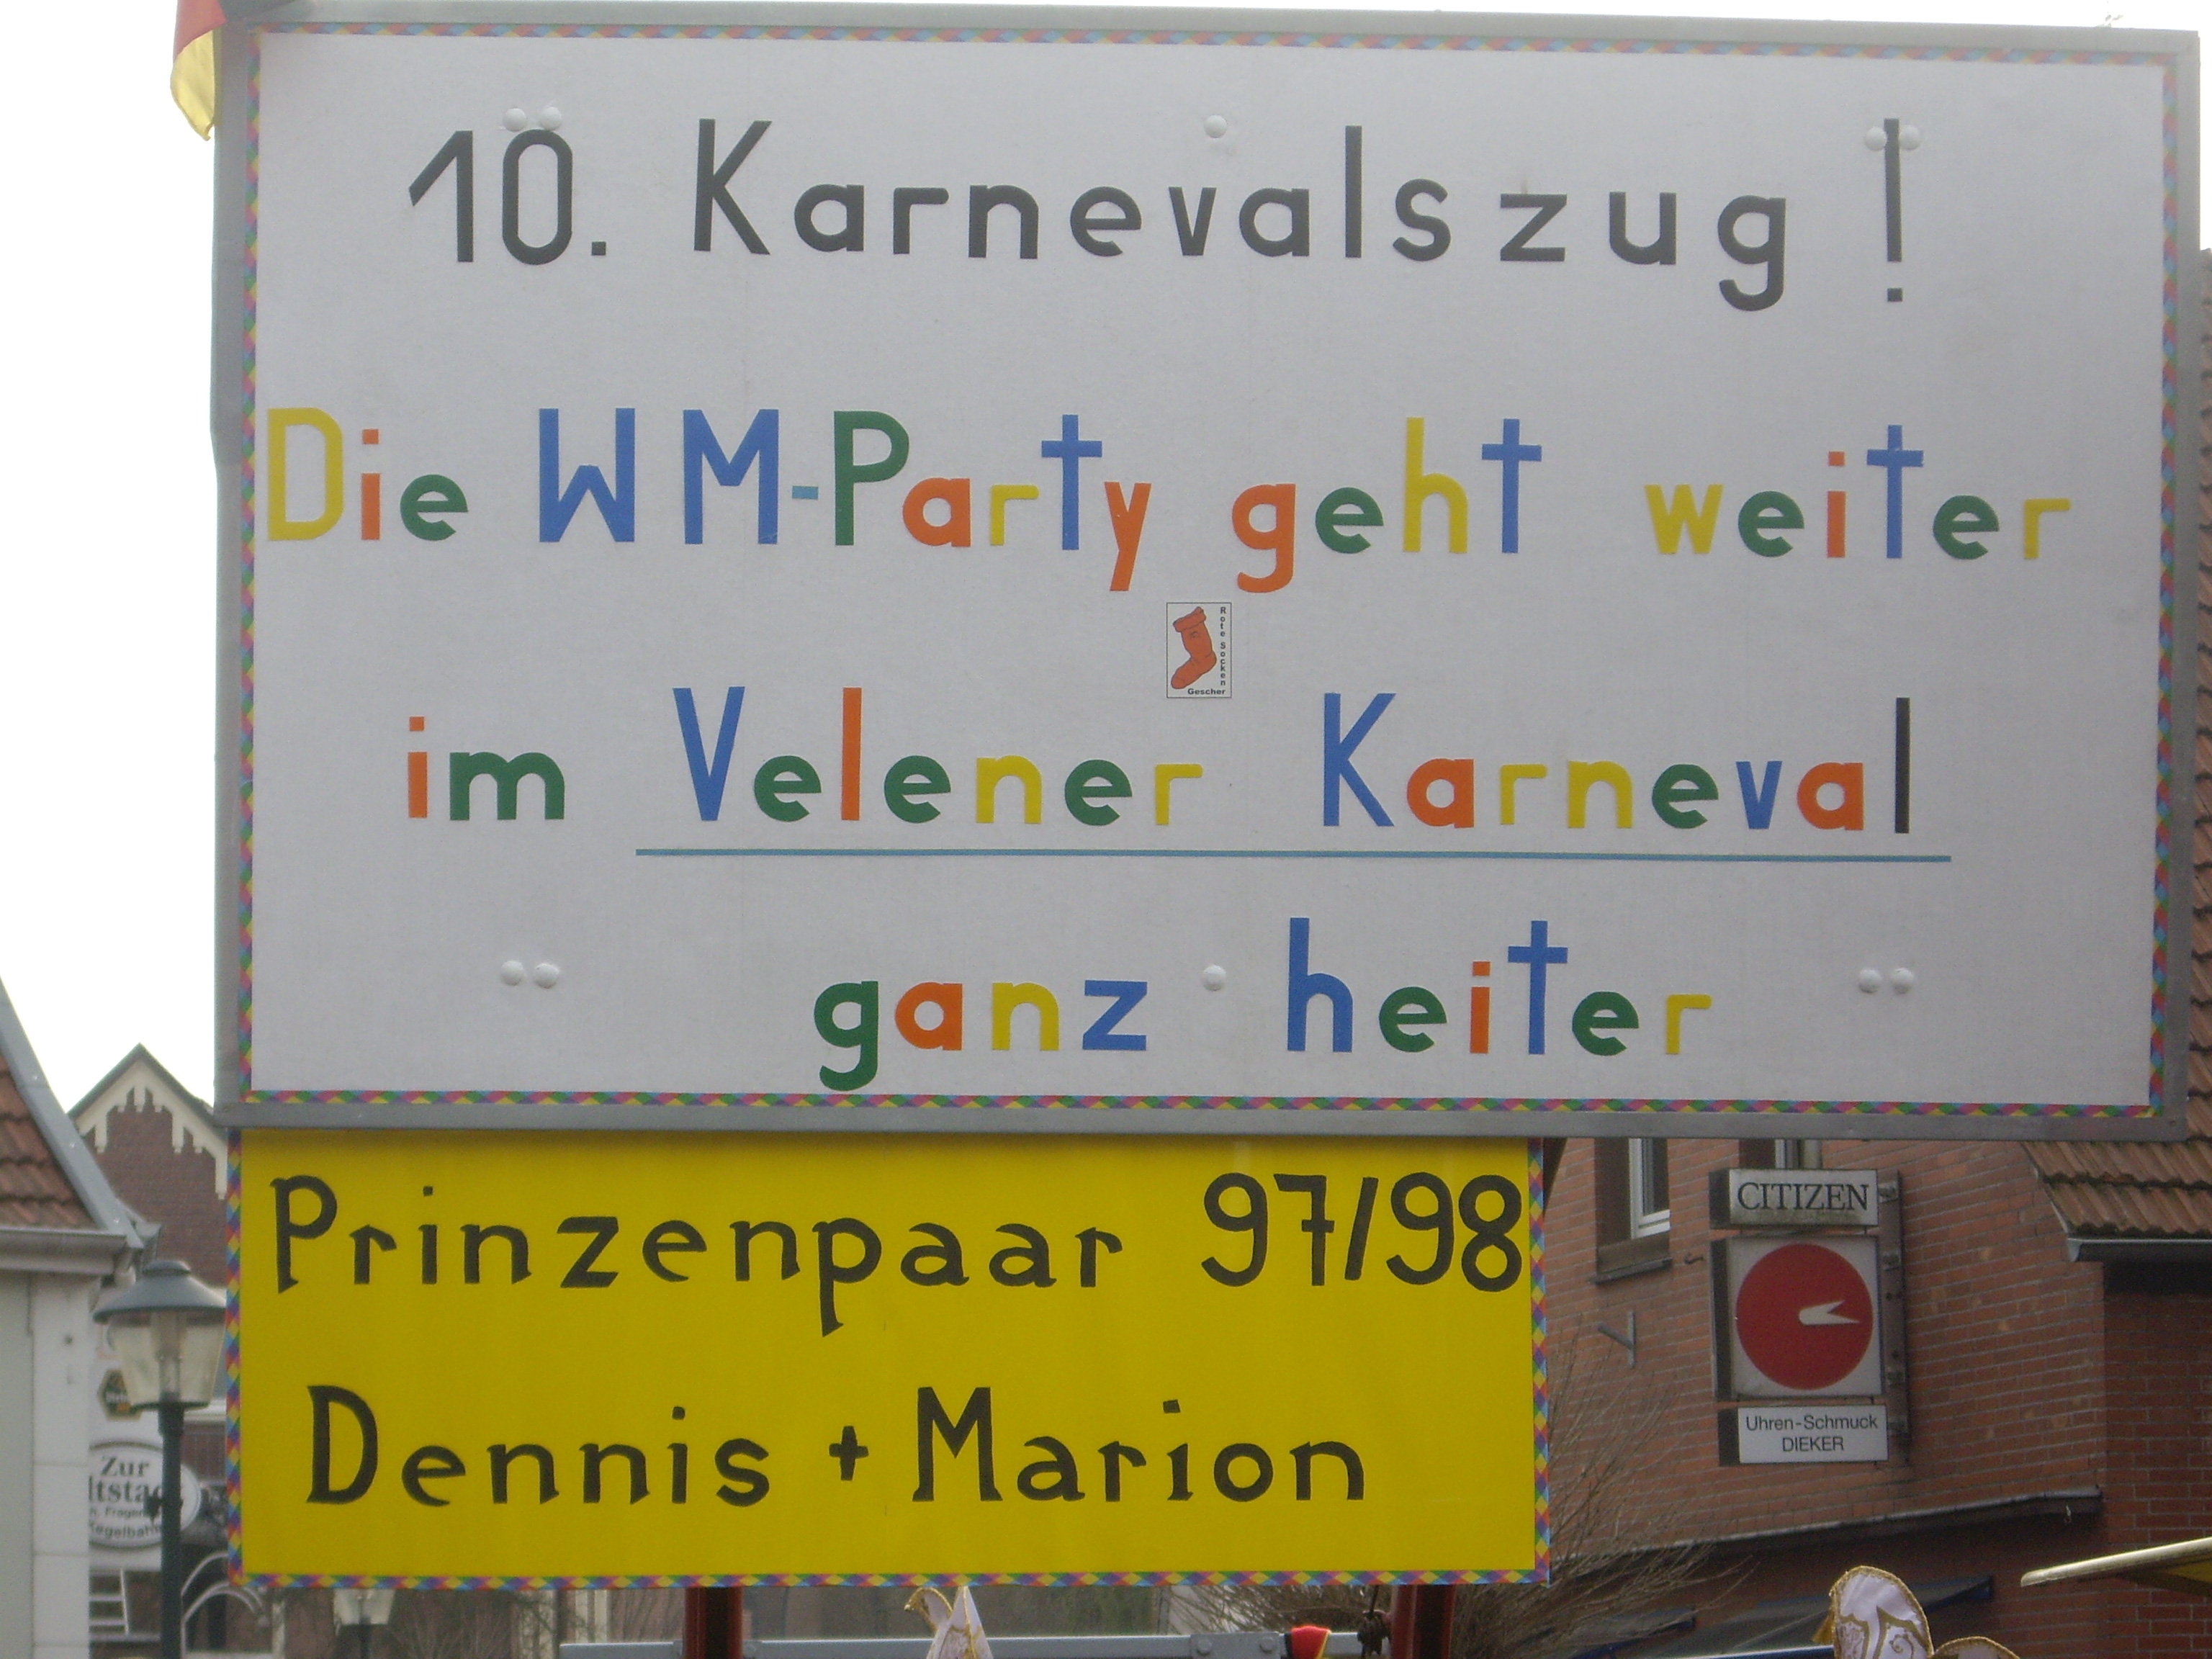 10. Karnevalszug !
Die WM-Party geht weiter
Rote Socken
Gescher
im Velener Karneval
ganz heiter
Prinzenpaar 97/98
Dennis + Marion
CITIZEN
Uhren-Schmuck
DIEKER
Zur